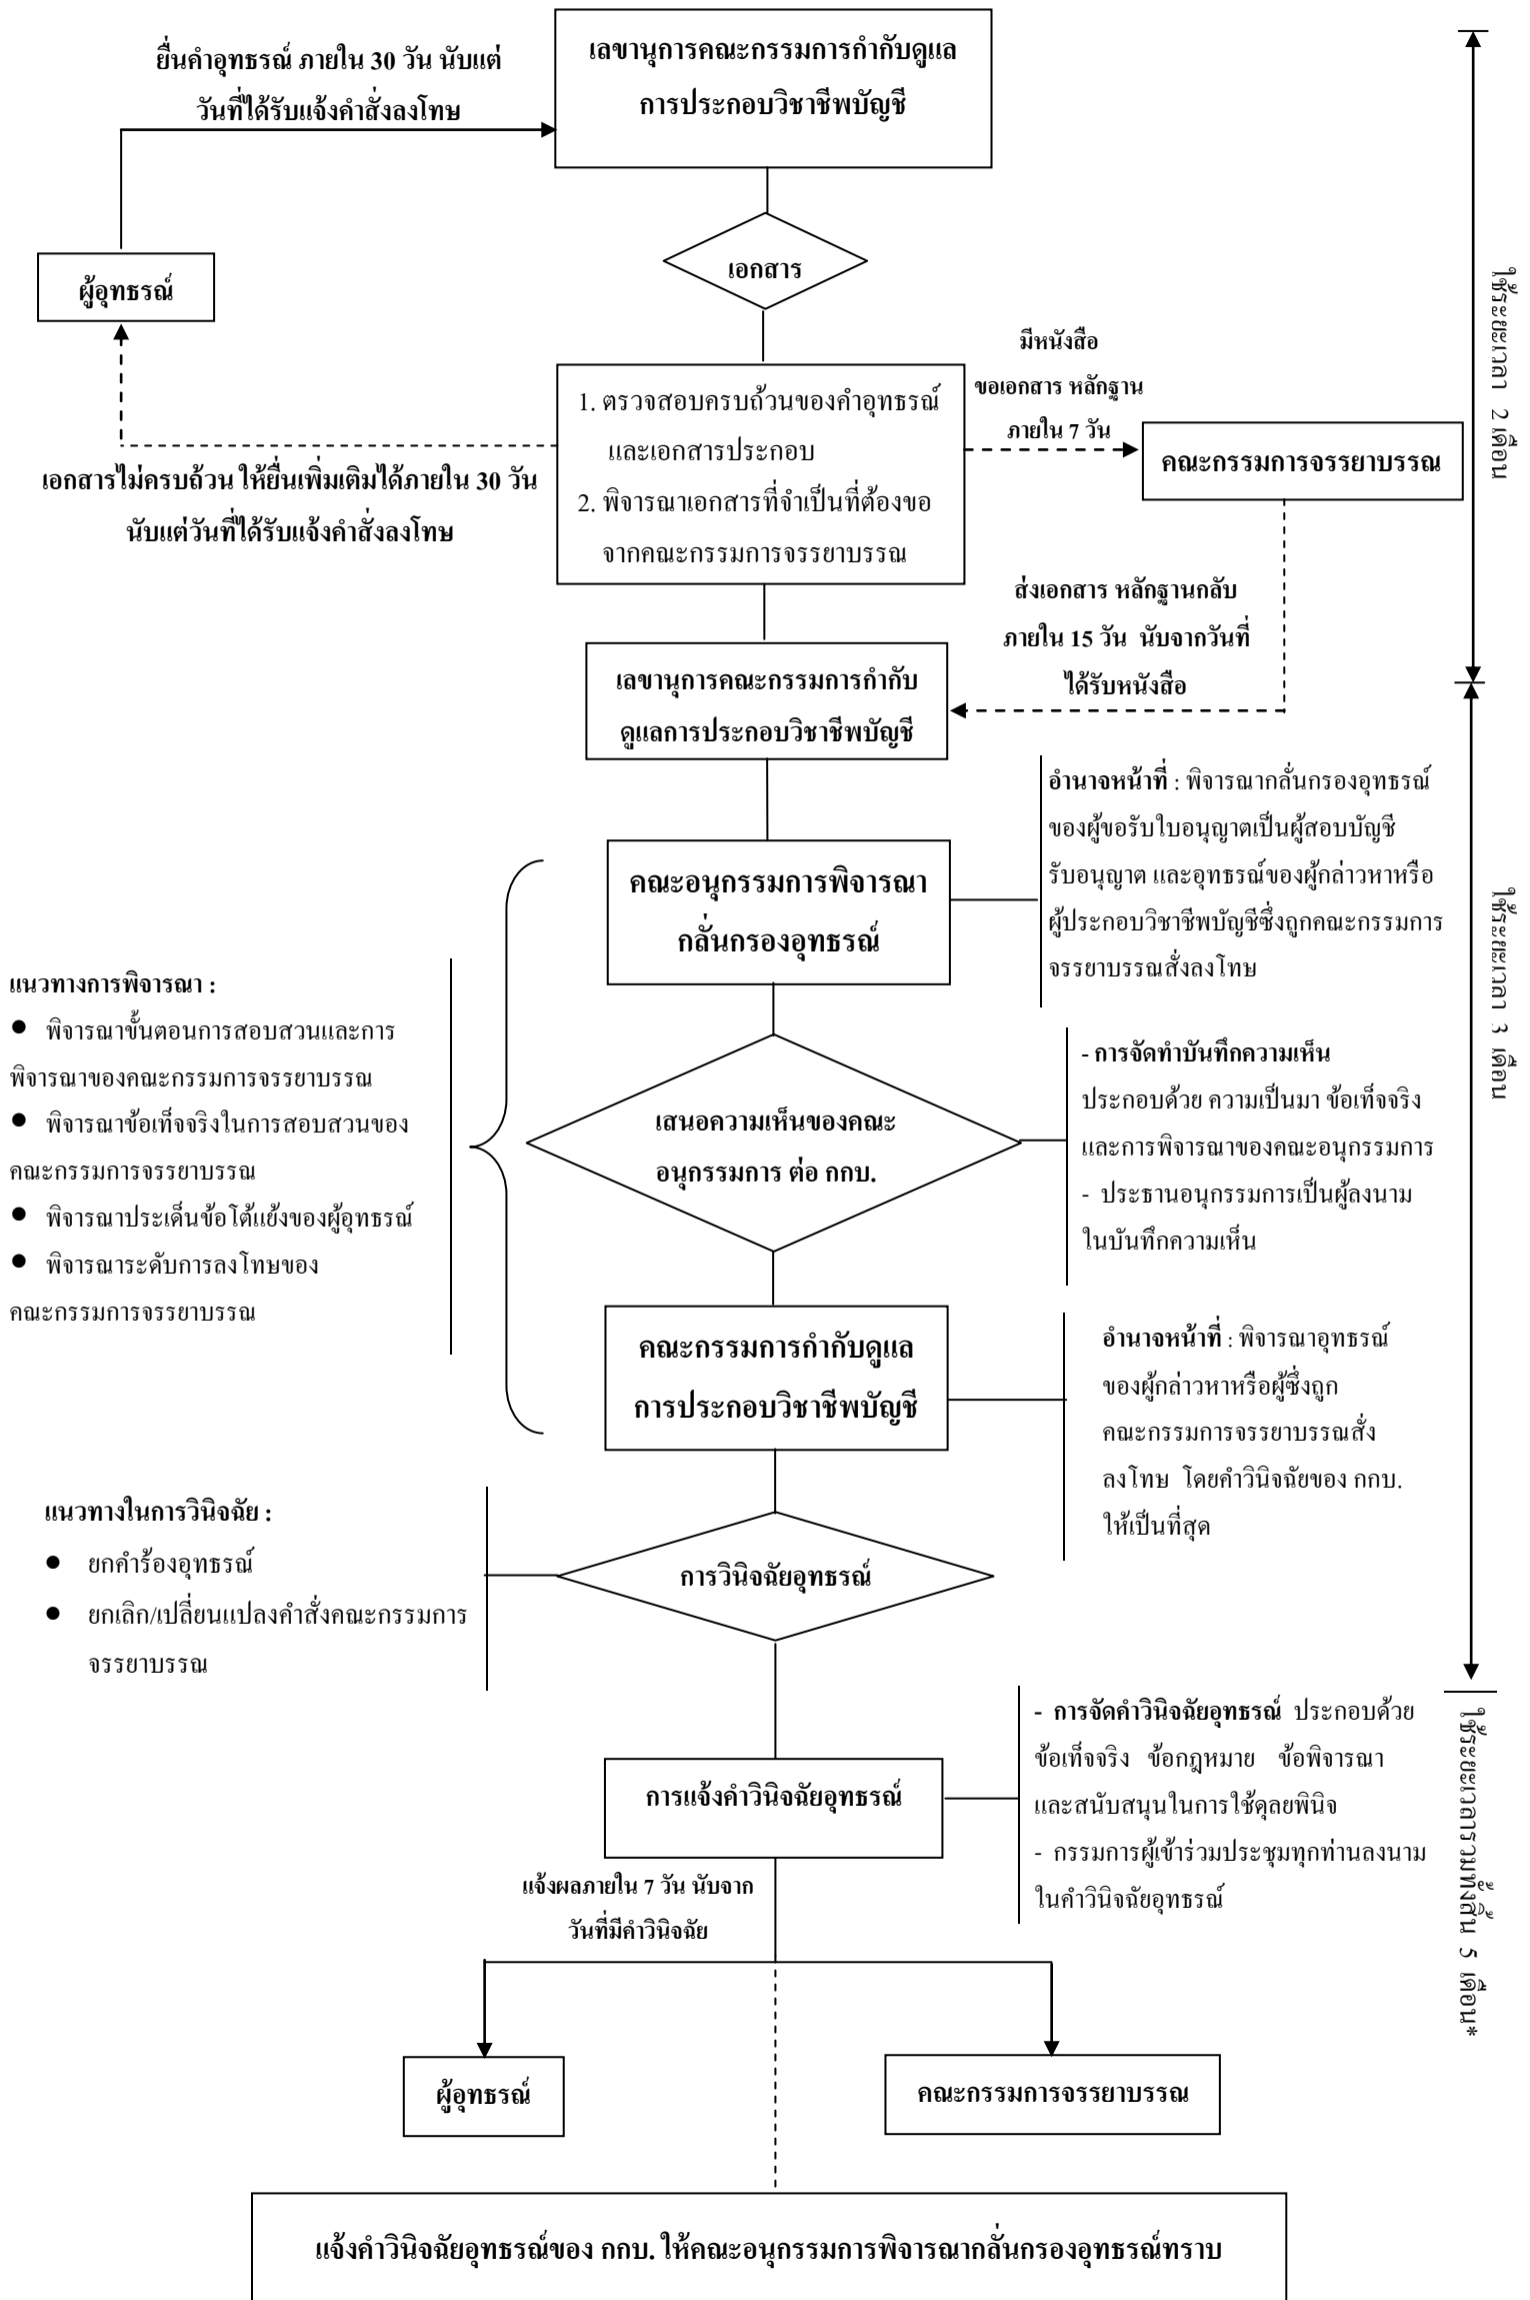 เลขานุการคณะกรรมการกำกับดูแล
การประกอบวิชาชีพบัญชี
ยื่นคำอุทธรณ์ ภายใน 30 วัน นับแต่
วันที่ได้รับแจ้งคำสั่งลงโทษ
เอกสาร
ผู้อุทธรณ์
มีหนังสือ
ขอเอกสาร หลักฐาน
ภายใน 7 วัน
1. ตรวจสอบครบถ้วนของคำอุทธรณ์
และเอกสารประกอบ
2. พิจารณาเอกสารที่จำเป็นที่ต้องขอ
จากคณะกรรมการจรรยาบรรณ
คณะกรรมการจรรยาบรรณ
เอกสารไม่ครบถ้วน ให้ยื่นเพิ่มเติมได้ภายใน 30 วัน
นับแต่วันที่ได้รับแจ้งคำสั่งลงโทษ
ใช้ระยะเวลา 2 เดือน
ส่งเอกสาร หลักฐานกลับ
ภายใน 15 วัน นับจากวันที่
ได้รับหนังสือ
เลขานุการคณะกรรมการกำกับ
ดูแลการประกอบวิชาชีพบัญชี
อำนาจหน้าที่ : พิจารณากลั่นกรองอุทธรณ์
ของผู้ขอรับใบอนุญาตเป็นผู้สอบบัญชี
รับอนุญาต และอุทธรณ์ของผู้กล่าวหาหรือ
ผู้ประกอบวิชาชีพบัญชีซึ่งถูกคณะกรรมการ
จรรยาบรรณสั่งลงโทษ
คณะอนุกรรมการพิจารณา
กลั่นกรองอุทธรณ์
ใช้ระยะเวลา 3 เดือน
แนวทางการพิจารณา :
● พิจารณาขั้นตอนการสอบสวนและการ
พิจารณาของคณะกรรมการจรรยาบรรณ
● พิจารณาข้อเท็จจริงในการสอบสวนของ
คณะกรรมการจรรยาบรรณ
● พิจารณาประเด็นข้อโต้แย้งของผู้อุทธรณ์
● พิจารณาระดับการลงโทษของ
คณะกรรมการจรรยาบรรณ
เสนอความเห็นของคณะ
อนุกรรมการ ต่อ กกบ.
- การจัดทำบันทึกความเห็น
ประกอบด้วย ความเป็นมา ข้อเท็จจริง
และการพิจารณาของคณะอนุกรรมการ
- ประธานอนุกรรมการเป็นผู้ลงนาม
ในบันทึกความเห็น
คณะกรรมการกำกับดูแล
การประกอบวิชาชีพบัญชี
อำนาจหน้าที่ : พิจารณาอุทธรณ์
ของผู้กล่าวหาหรือผู้ซึ่งถูก
คณะกรรมการจรรยาบรรณสั่ง
ลงโทษ โดยคำวินิจฉัยของ กกบ.
ให้เป็นที่สุด
แนวทางในการวินิจฉัย :
● ยกคำร้องอุทธรณ์
● ยกเลิก/เปลี่ยนแปลงคำสั่งคณะกรรมการ
จรรยาบรรณ
การวินิจฉัยอุทธรณ์
- การจัดคำวินิจฉัยอุทธรณ์ ประกอบด้วย
ข้อเท็จจริง ข้อกฎหมาย ข้อพิจารณา
และสนับสนุนในการใช้ดุลยพินิจ
- กรรมการผู้เข้าร่วมประชุมทุกท่านลงนาม
ในคำวินิจฉัยอุทธรณ์
การแจ้งคำวินิจฉัยอุทธรณ์
ใช้ระยะเวลารวมทั้งสิ้น 5 เดือน*
แจ้งผลภายใน 7 วัน นับจาก
วันที่มีคำวินิจฉัย
ผู้อุทธรณ์
คณะกรรมการจรรยาบรรณ
แจ้งคำวินิจฉัยอุทธรณ์ของ กกบ. ให้คณะอนุกรรมการพิจารณากลั่นกรองอุทธรณ์ทราบ